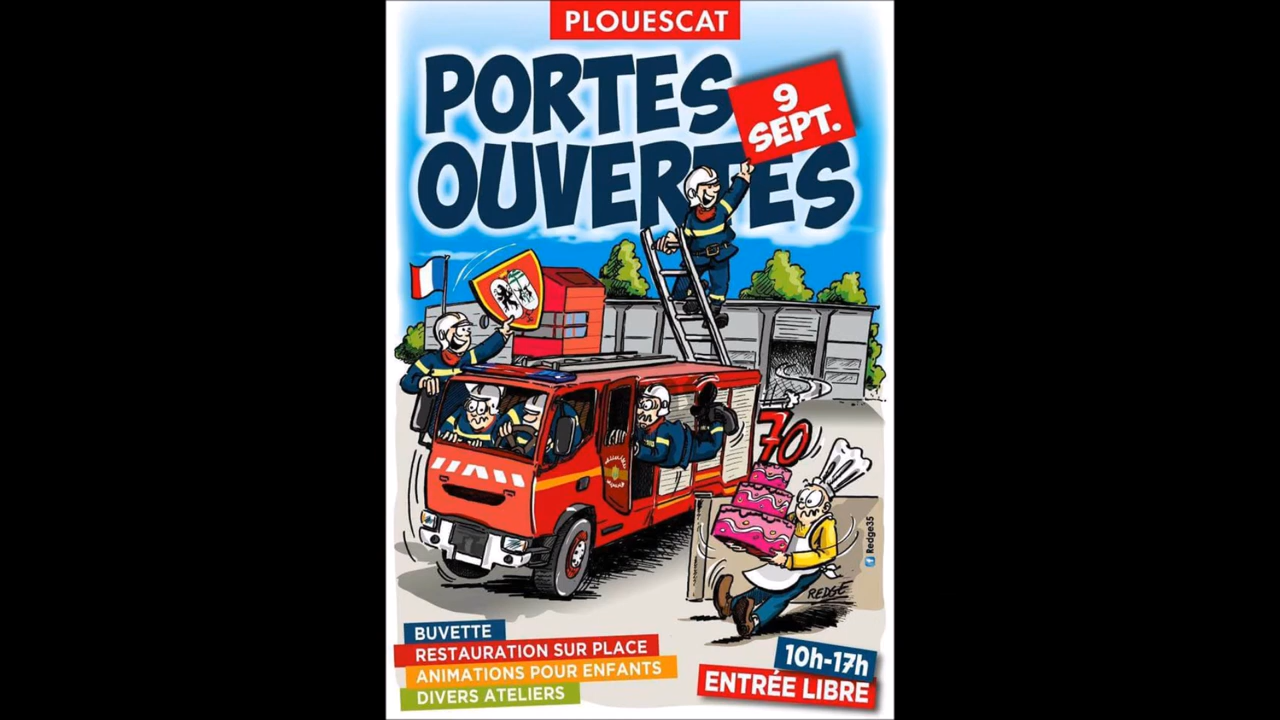 PLOUESCAT
PORTES
9
SEPT.
OUVERTES
70
Redge35
REDGE
BUVETTE
RESTAURATION SUR PLACE
ANIMATIONS POUR ENFANTS
DIVERS ATELIERS
10h-17h
ENTRÉE LIBRE